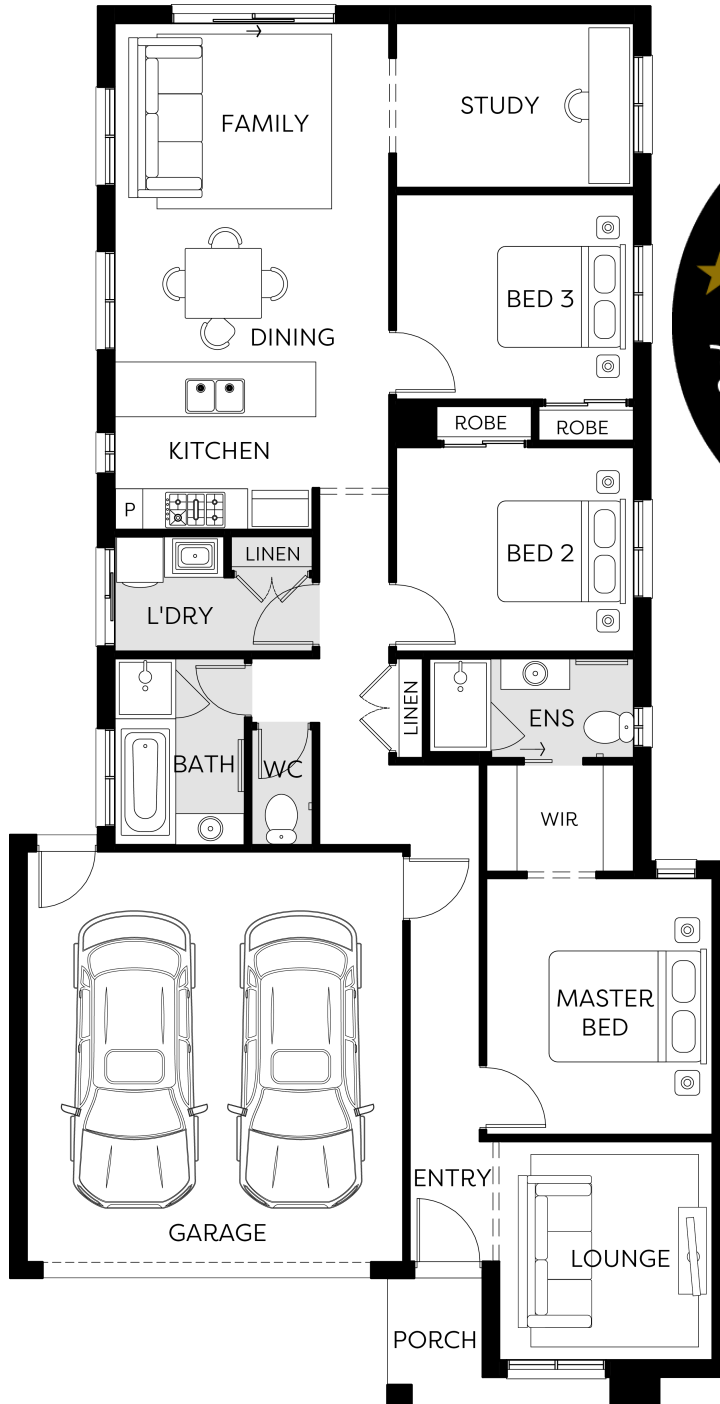 FAMILY
STUDY
BED 3
DINING
ROBE
ROBE
KITCHEN
P
LINEN
BED 2
L'DRY
LINEN
ENS
BATH
WC
WIR
MASTER
BED
ENTRY
GARAGE
LOUNGE
PORCH